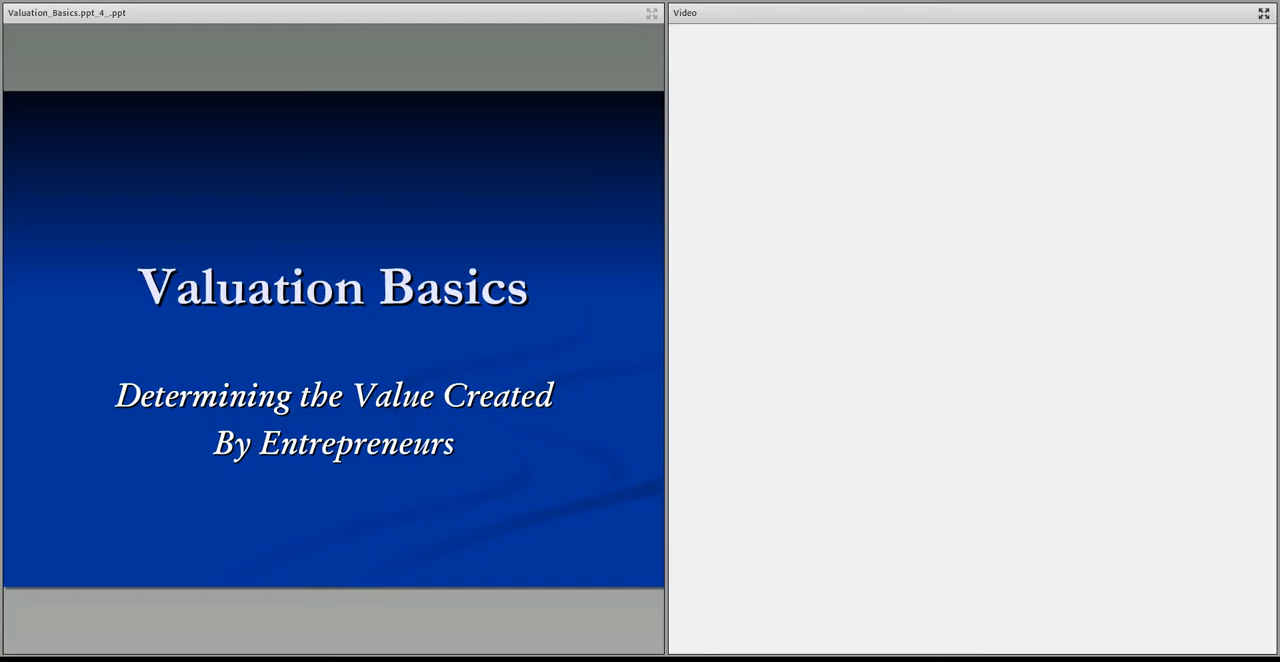 Valuation_Basics.ppt_4_.ppt
Video
Valuation Basics
Determining the Value Created
By Entrepreneurs